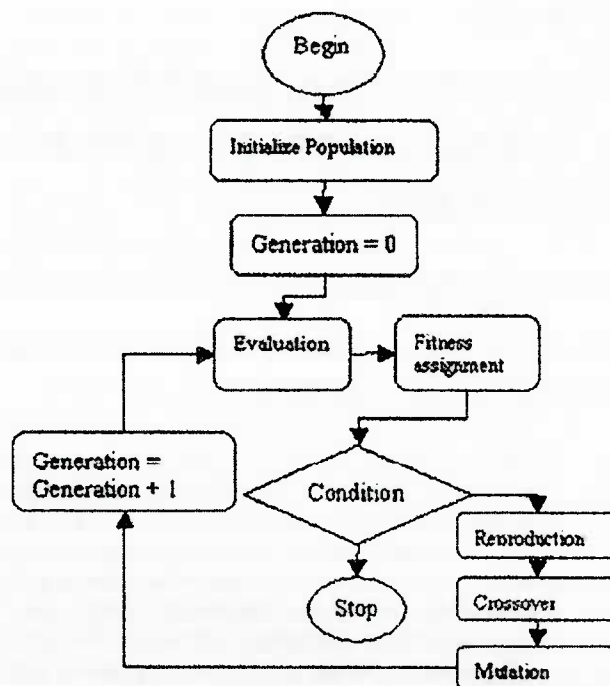 Begin
Initialize Population
Generation = 0
Evaluation
Fitness
assignment
Condition
Generation =
Generation + 1
Reproduction
Stop
Crossover
Mutation